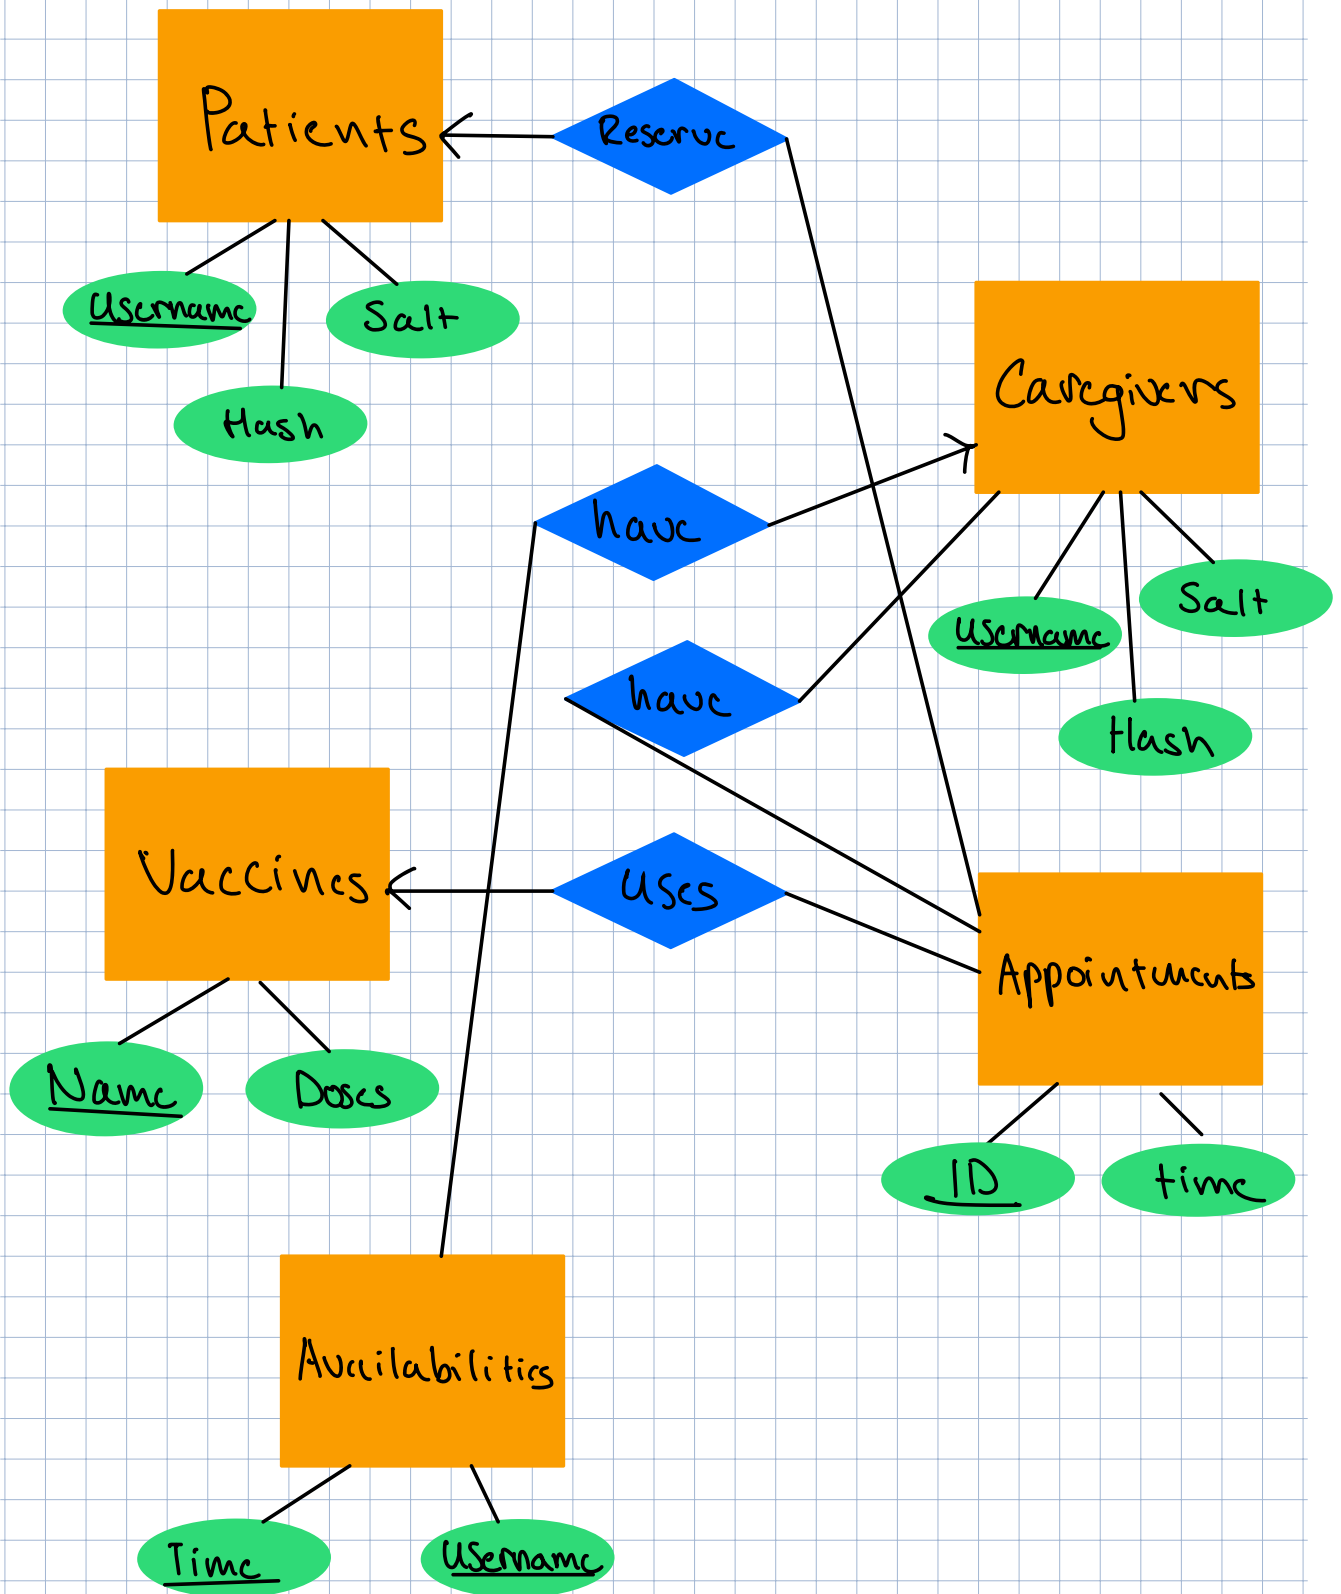 Patients
Reserve
Username
Salt
Hash
Caregivers
have
Salt
Username
have
Hash
Vaccines
Uses
Appointments
Name
Doses
ID
time
Availabilities
Time
Username